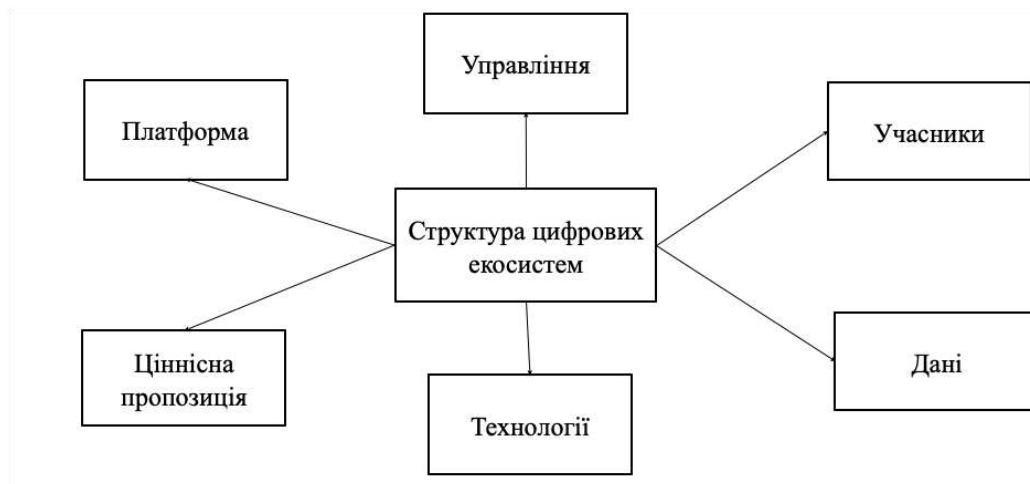 Управління
Платформа
Учасники
Структура цифрових
екосистем
Ціннісна
пропозиція
Дані
Технології